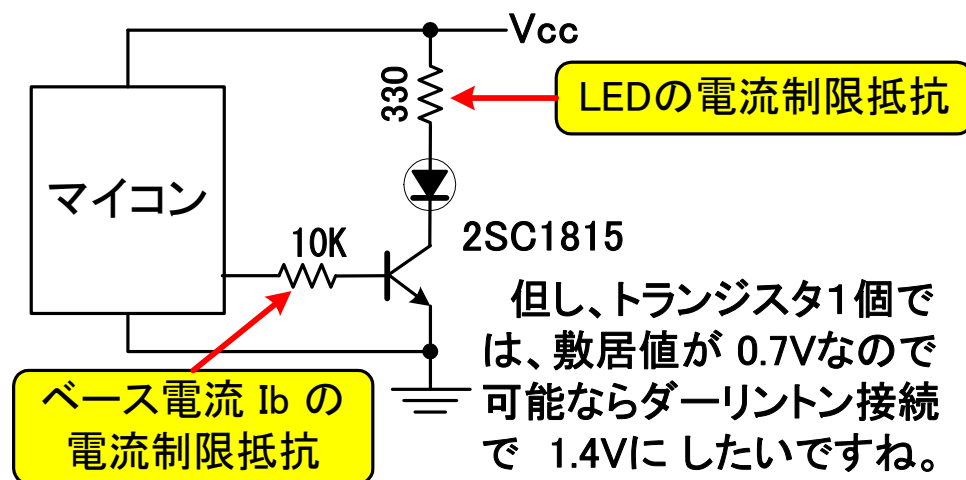 Vcc
330
LEDの電流制限抵抗
マイコン
10K
2SC1815
但し、トランジスタ1個で
は、敷居値が 0.7Vなので
可能ならダーリントン接続
で 1.4Vに したいですね。
ベース電流 Ib の
電流制限抵抗